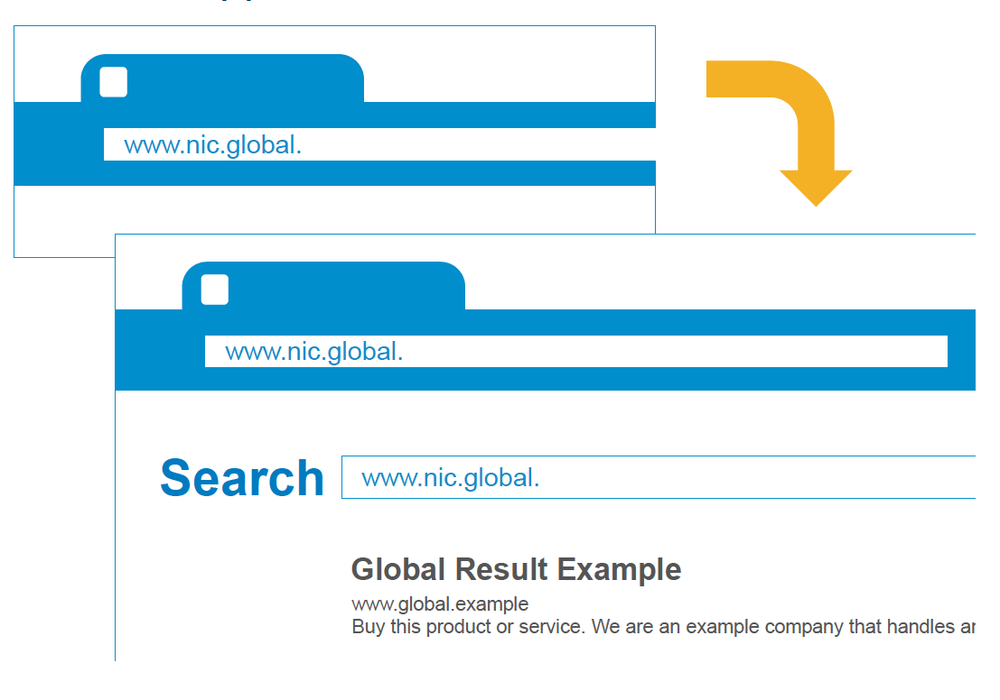 www.nic.global.
www.nic.global.
Search
www.nic.global.
Global Result Example
www.global.example
Buy this product or service. We are an example company that handles